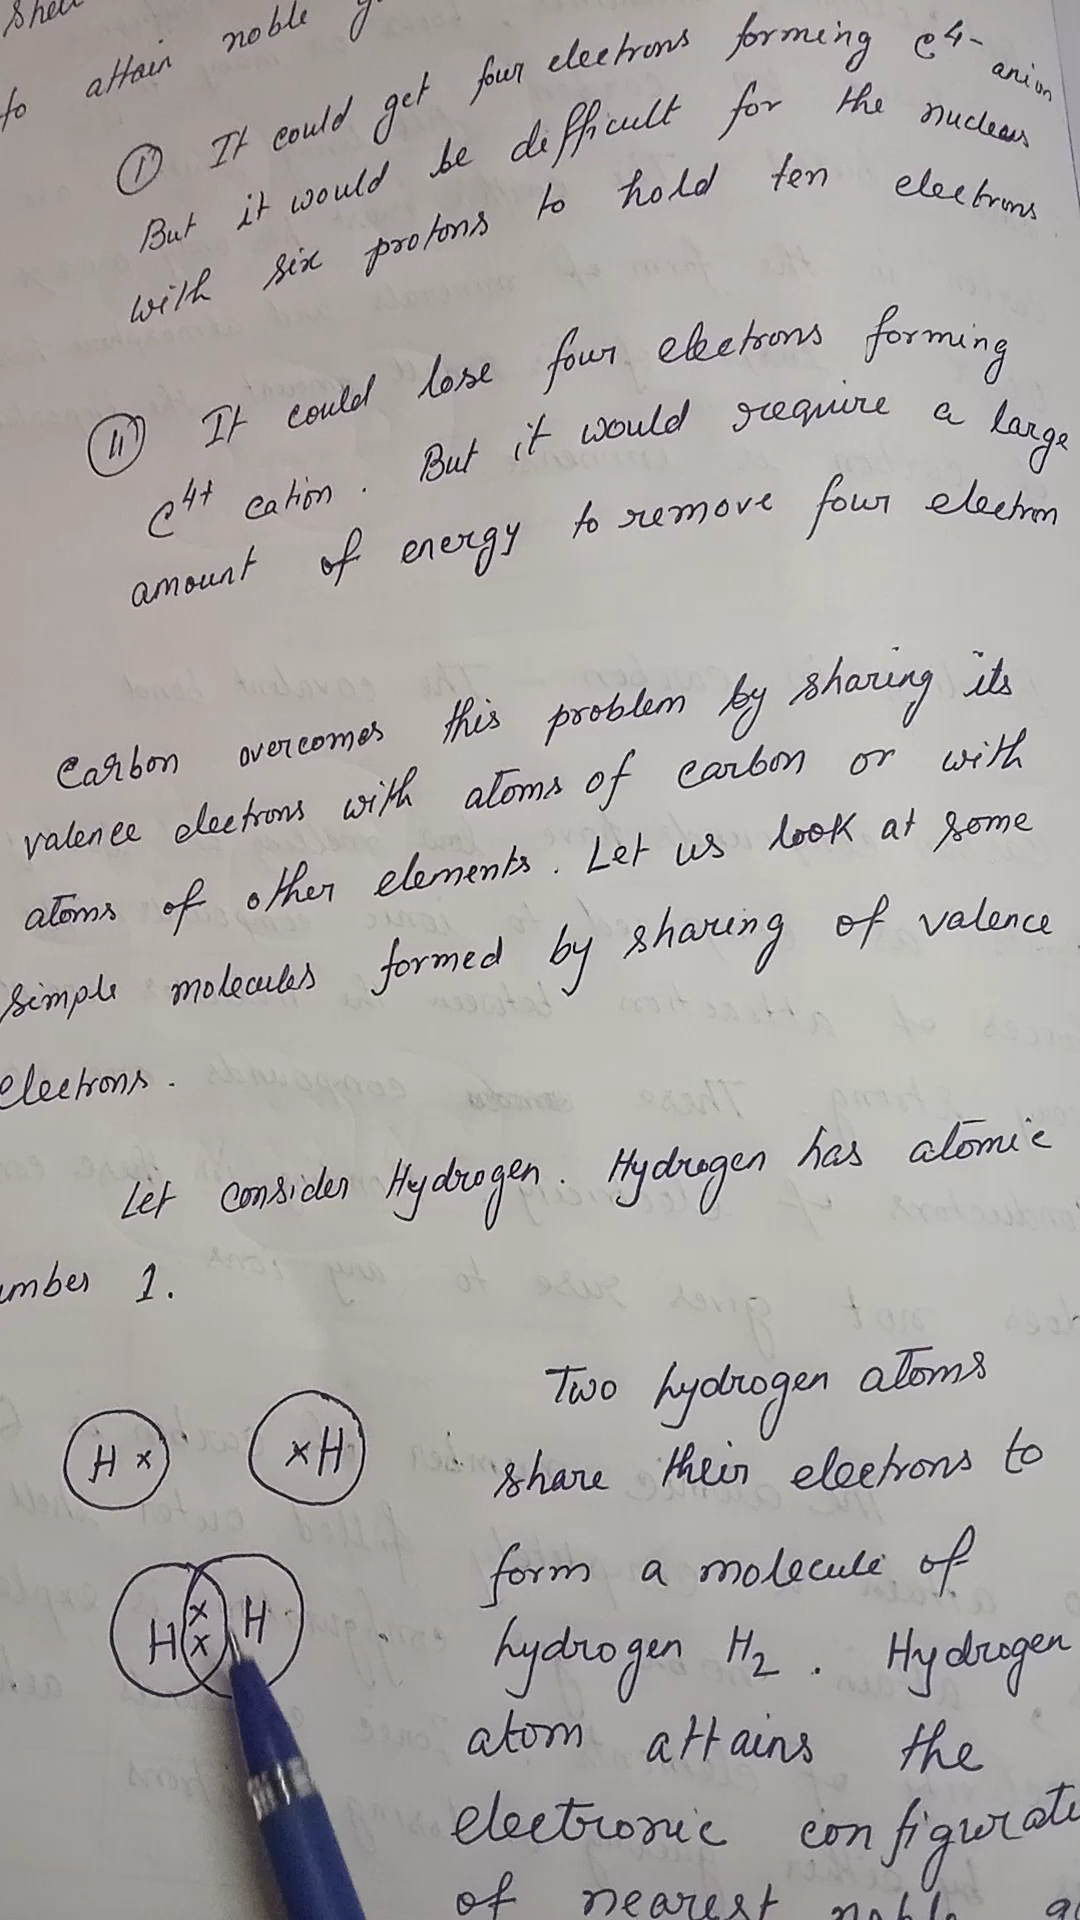 shell
to attain noble
(i) It could get four electrons forming C4- anion
But it would be difficult for the nucleus
with six protons to hold ten electrons
(ii) It could lose four electrons forming
C4+ cation. But it would require a large
amount of energy to remove four electron
Carbon overcomes this problem by sharing its
valence electrons with atoms of carbon or with
atoms of other elements. Let us look at some
simple molecules formed by sharing of valence
electrons.
Let consider Hydrogen. Hydrogen has atomic
umber 1.
H x xH
H x x H
Two hydrogen atoms
share their electrons to
form a molecule of
hydrogen H2. Hydrogen
atom attains the
electronic configurati
of nearest noble